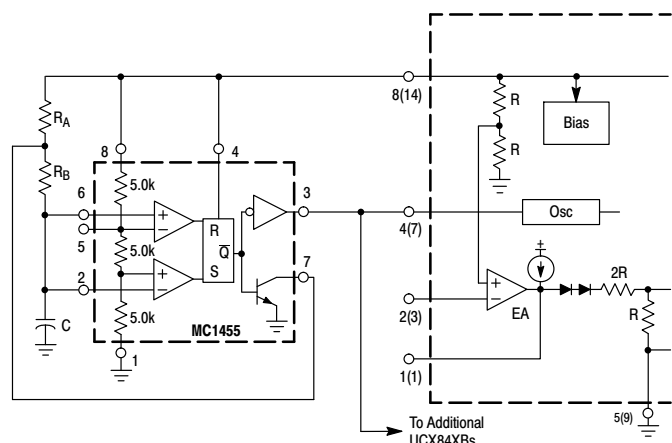 8(14)
R
Bias
R
RA
RB
8
4
5.0k
6
5
5.0k
R
Q
S
3
4(7)
Osc
2
7
2(3)
EA
2R
R
C
5.0k
MC1455
1
1(1)
5(9)
To Additional
UCX84XBs
+
−
+
−
+
−
+